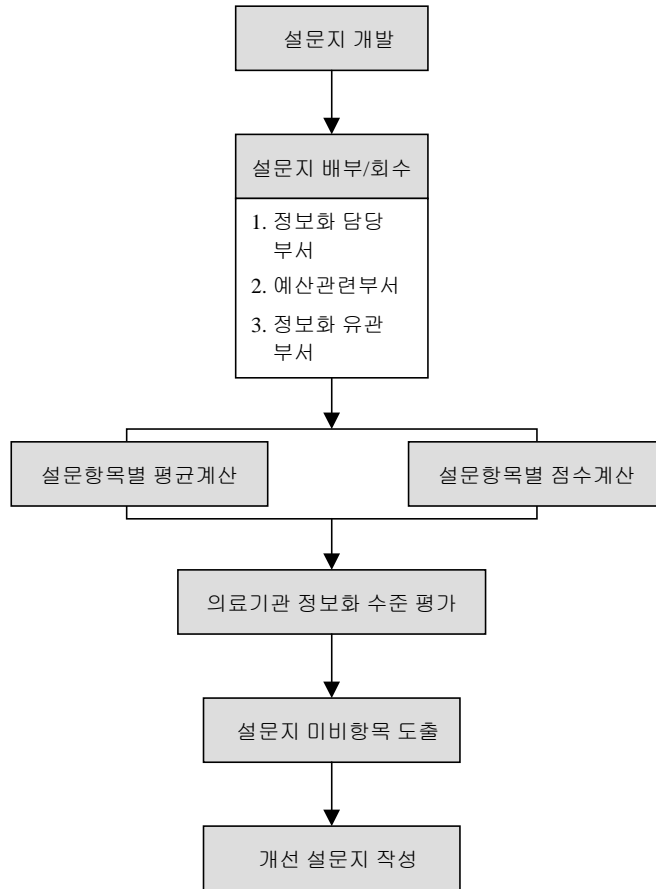 설문지 개발
설문지 배부/회수
1. 정보화 담당
부서
2. 예산관련부서
3. 정보화 유관
부서
설문항목별 평균계산
설문항목별 점수계산
의료기관 정보화 수준 평가
설문지 미비항목 도출
개선 설문지 작성